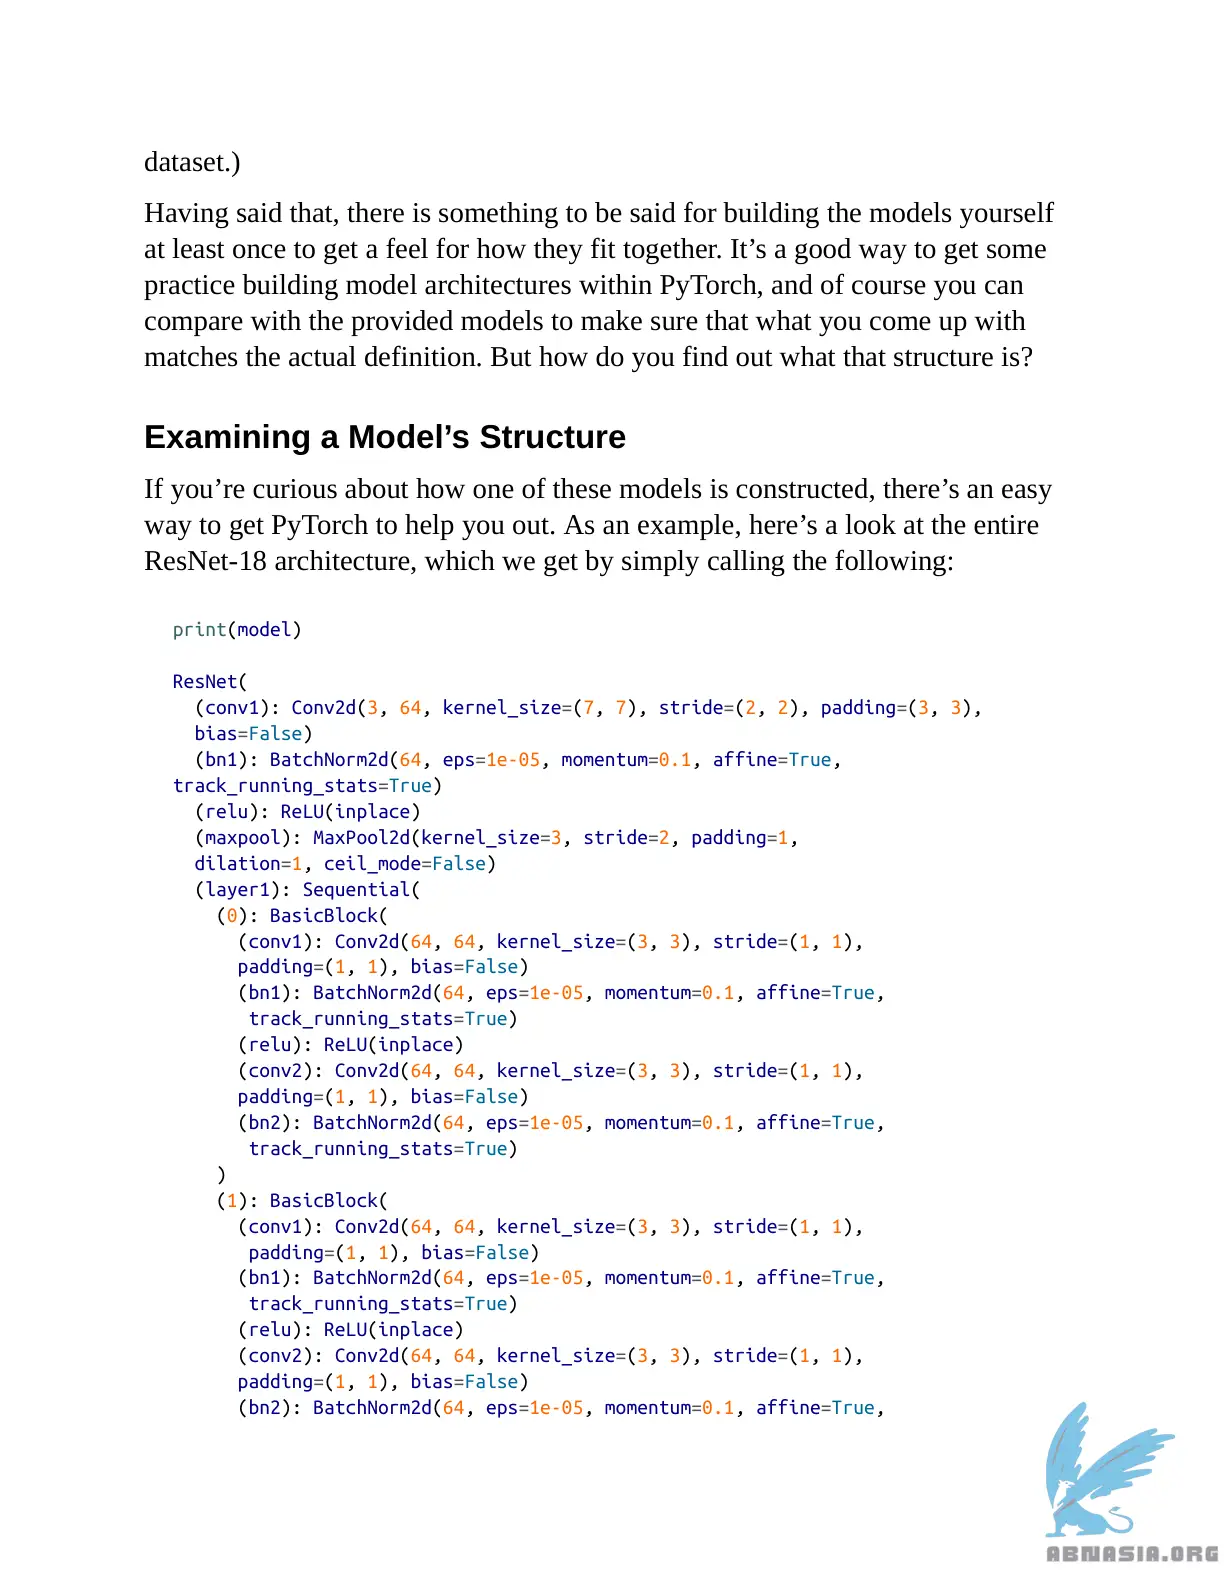 dataset.)
Having said that, there is something to be said for building the models yourself
at least once to get a feel for how they fit together. It’s a good way to get some
practice building model architectures within PyTorch, and of course you can
compare with the provided models to make sure that what you come up with
matches the actual definition. But how do you find out what that structure is?
Examining a Model’s Structure
If you’re curious about how one of these models is constructed, there’s an easy
way to get PyTorch to help you out. As an example, here’s a look at the entire
ResNet-18 architecture, which we get by simply calling the following:
print(model)
ResNet(
  (conv1): Conv2d(3, 64, kernel_size=(7, 7), stride=(2, 2), padding=(3, 3),
  bias=False)
  (bn1): BatchNorm2d(64, eps=1e-05, momentum=0.1, affine=True,
track_running_stats=True)
  (relu): ReLU(inplace)
  (maxpool): MaxPool2d(kernel_size=3, stride=2, padding=1,
  dilation=1, ceil_mode=False)
  (layer1): Sequential(
    (0): BasicBlock(
      (conv1): Conv2d(64, 64, kernel_size=(3, 3), stride=(1, 1),
      padding=(1, 1), bias=False)
      (bn1): BatchNorm2d(64, eps=1e-05, momentum=0.1, affine=True,
       track_running_stats=True)
      (relu): ReLU(inplace)
      (conv2): Conv2d(64, 64, kernel_size=(3, 3), stride=(1, 1),
      padding=(1, 1), bias=False)
      (bn2): BatchNorm2d(64, eps=1e-05, momentum=0.1, affine=True,
       track_running_stats=True)
    )
    (1): BasicBlock(
      (conv1): Conv2d(64, 64, kernel_size=(3, 3), stride=(1, 1),
       padding=(1, 1), bias=False)
      (bn1): BatchNorm2d(64, eps=1e-05, momentum=0.1, affine=True,
       track_running_stats=True)
      (relu): ReLU(inplace)
      (conv2): Conv2d(64, 64, kernel_size=(3, 3), stride=(1, 1),
      padding=(1, 1), bias=False)
      (bn2): BatchNorm2d(64, eps=1e-05, momentum=0.1, affine=True,
ABNASIA.ORG